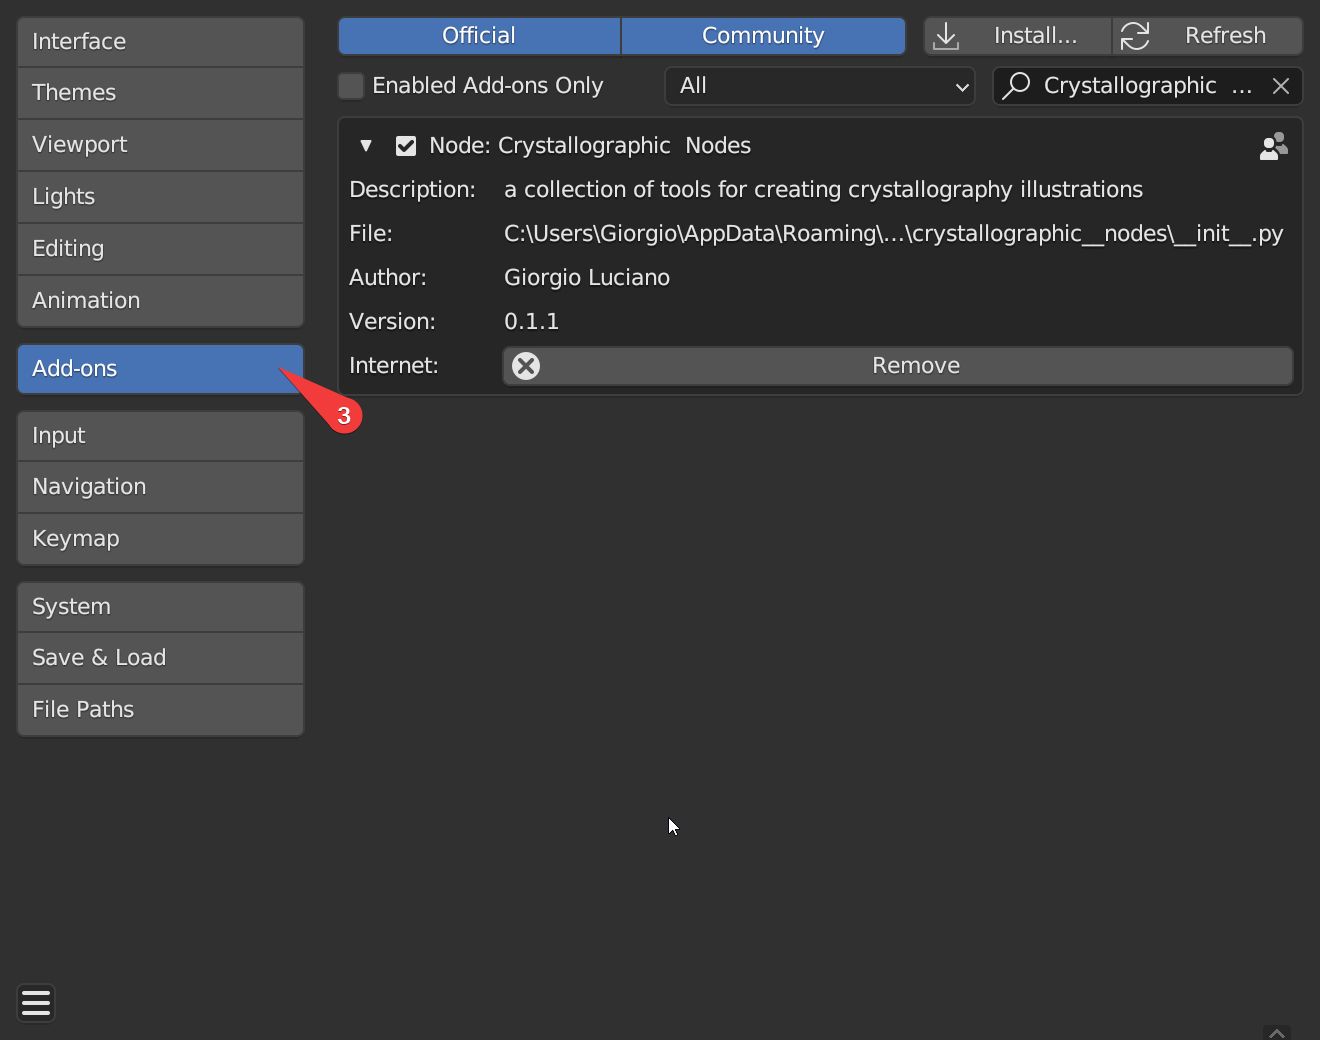 Interface
Themes
Viewport
Lights
Editing
Animation
Add-ons
3
Input
Navigation
Keymap
System
Save & Load
File Paths
Official Community Install... Refresh
Enabled Add-ons Only All Crystallographic ...
Node: Crystallographic Nodes
Description: a collection of tools for creating crystallography illustrations
File: C:\Users\Giorgio\AppData\Roaming\...\crystallographic__nodes\__init__.py
Author: Giorgio Luciano
Version: 0.1.1
Internet: Remove